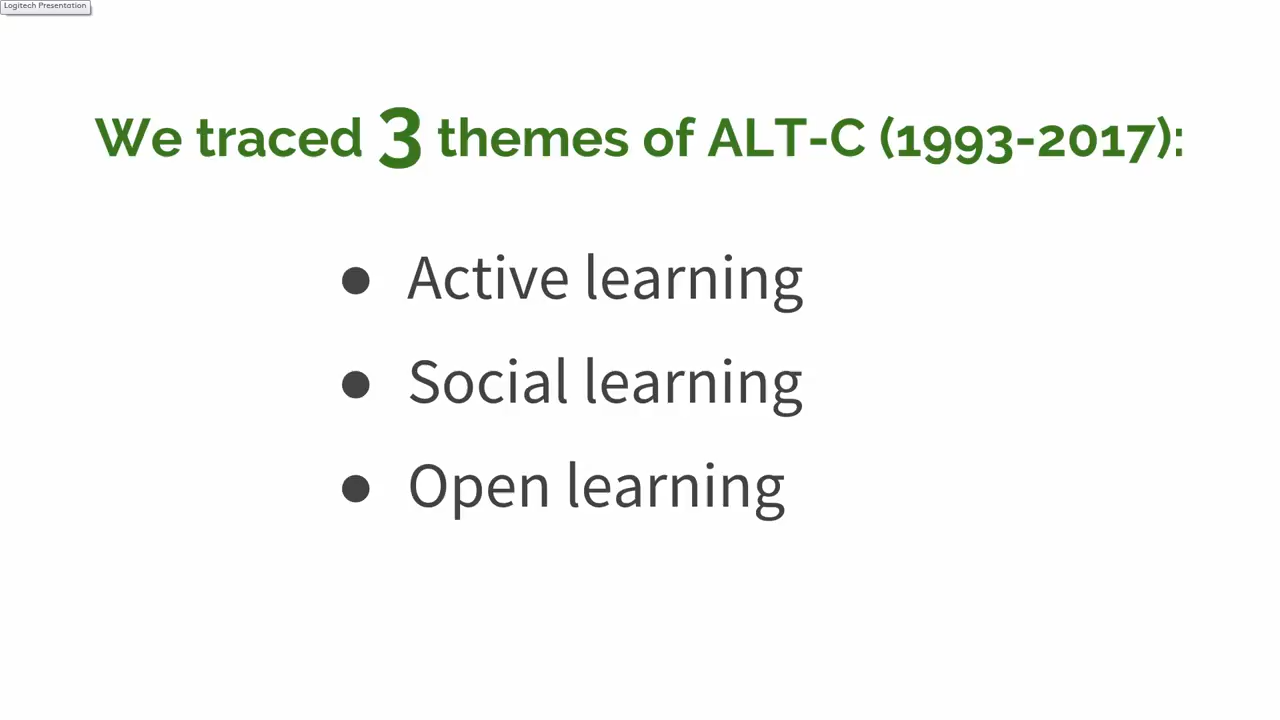 Logitech Presentation
We traced 3 themes of ALT-C (1993-2017):
● Active learning
● Social learning
● Open learning